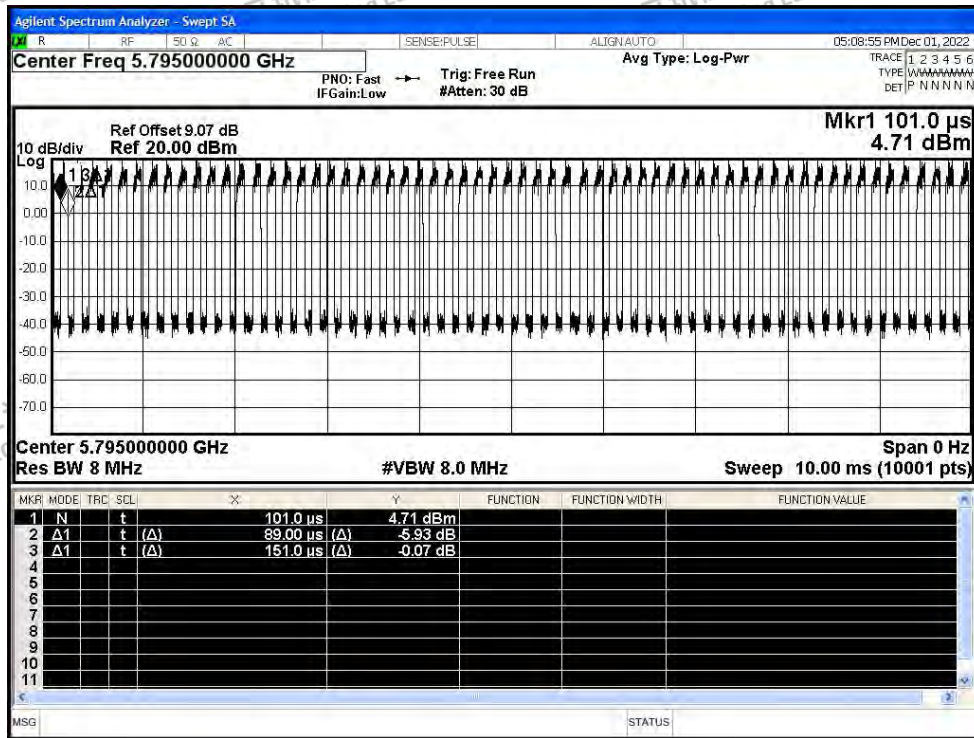 Agilent Spectrum Analyzer - Swept SA
LXI R RF 50 Ω AC SENSE:PULSE ALIGNAUTO 05:08:55 PM Dec 01, 2022
Center Freq 5.795000000 GHz
Avg Type: Log-Pwr
TRACE 1 2 3 4 5 6
PNO: Fast Trig: Free Run
TYPE WWWWWW
IFGain:Low #Atten: 30 dB
DET P N N N N N
Mkr1 101.0 µs
4.71 dBm
Ref Offset 9.07 dB
10 dB/div Ref 20.00 dBm
Log
10.0
0.00
-10.0
-20.0
-30.0
-40.0
-50.0
-60.0
-70.0
1 3Δ1
2Δ1
Center 5.795000000 GHz Span 0 Hz
Res BW 8 MHz #VBW 8.0 MHz Sweep 10.00 ms (10001 pts)
MKR MODE TRC SCL X Y FUNCTION FUNCTION WIDTH FUNCTION VALUE
1 N t 101.0 µs 4.71 dBm
2 Δ1 t (Δ) 89.00 µs (Δ) -5.93 dB
3 Δ1 t (Δ) 151.0 µs (Δ) -0.07 dB
4
5
6
7
8
9
10
11
MSG STATUS